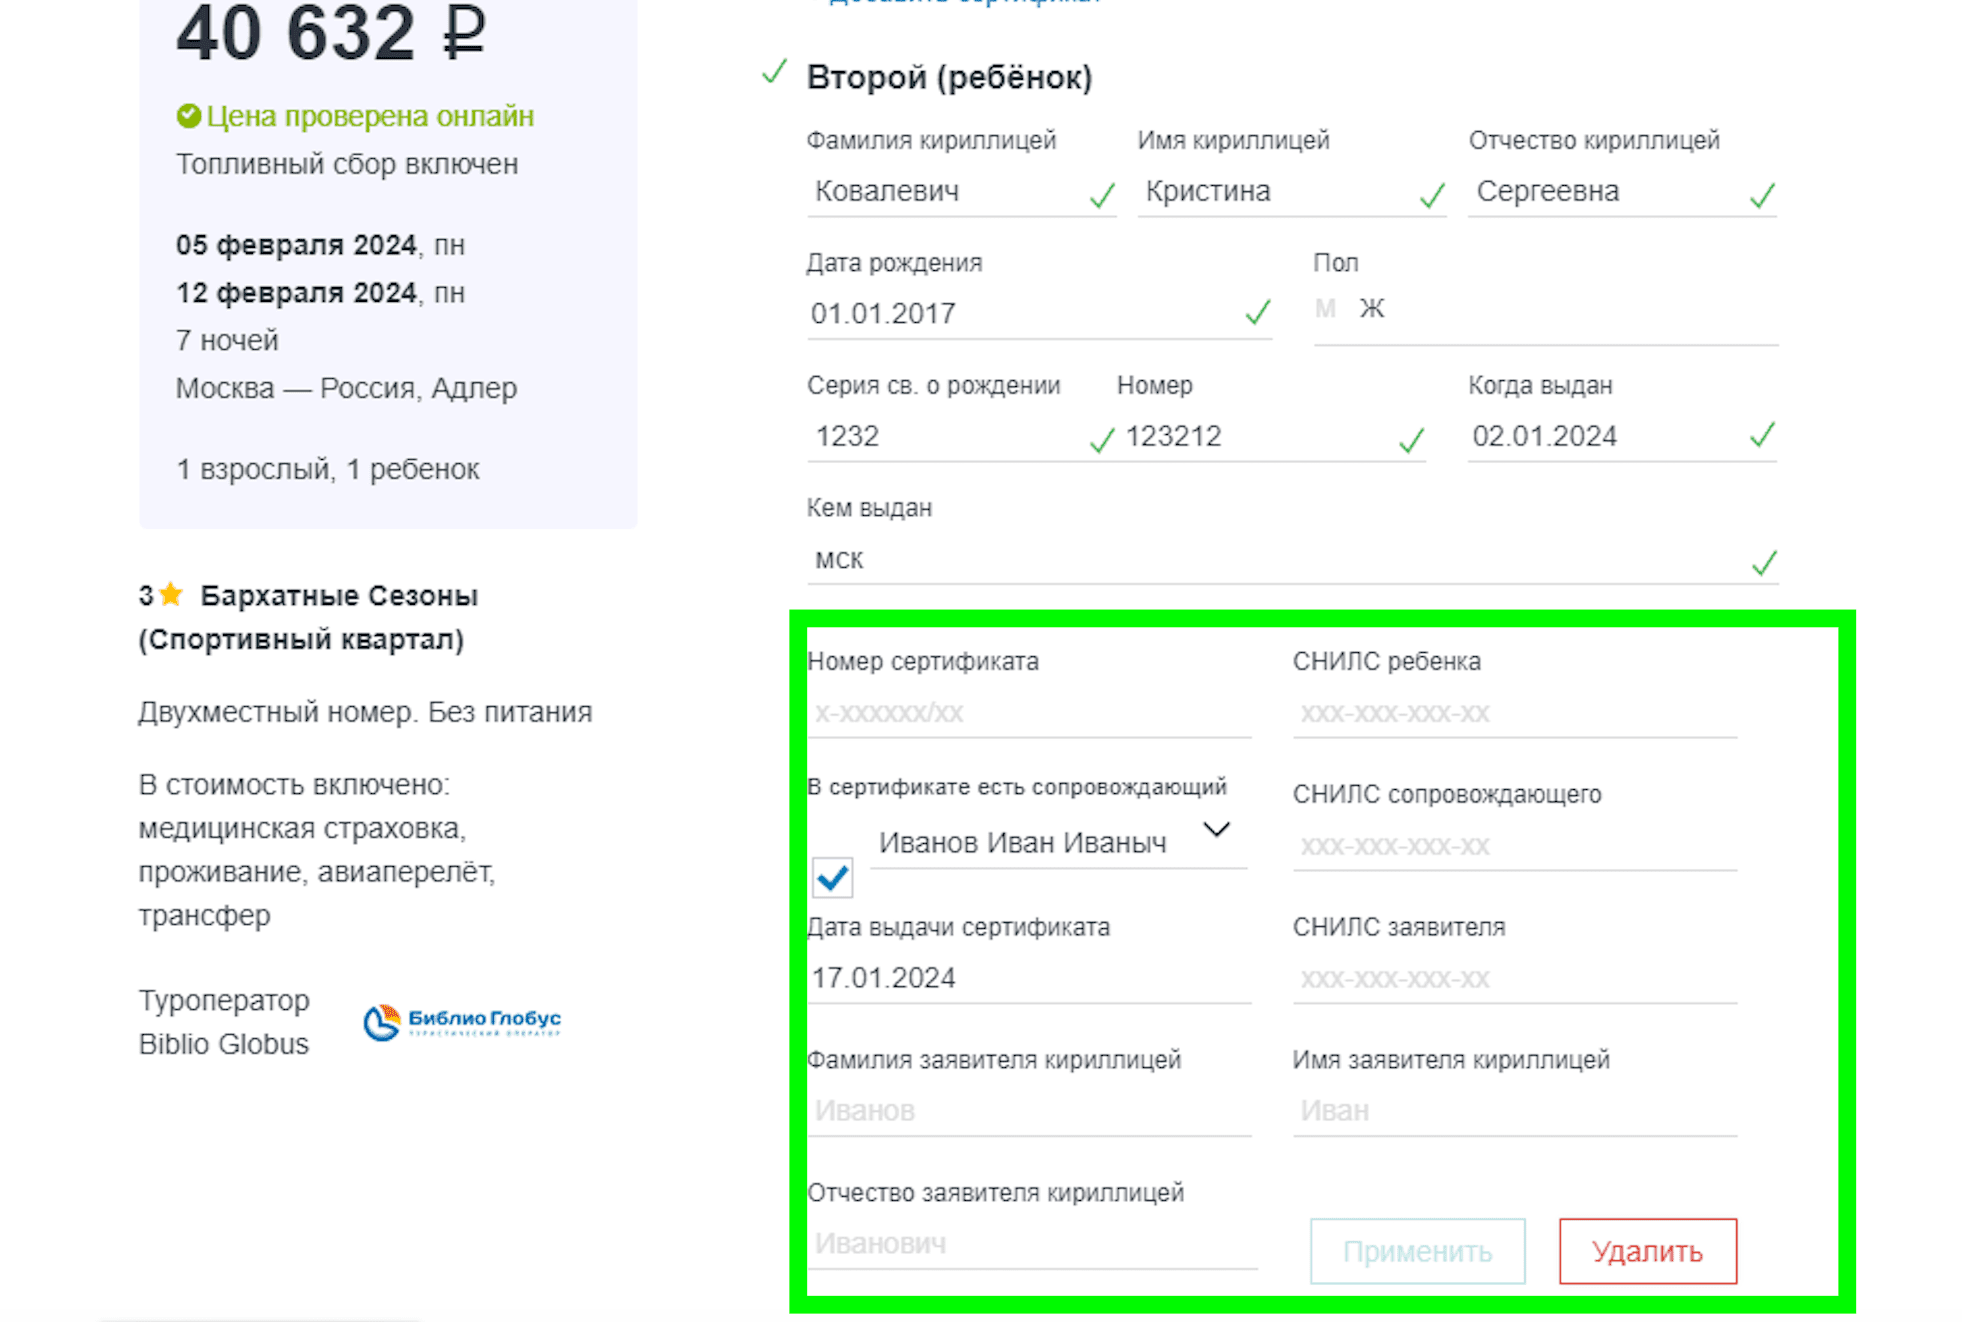 40 632 ₽
Цена проверена онлайн
Топливный сбор включен
05 февраля 2024, пн
12 февраля 2024, пн
7 ночей
Москва — Россия, Адлер
1 взрослый, 1 ребенок
3 Бархатные Сезоны
(Спортивный квартал)
Двухместный номер. Без питания
В стоимость включено:
медицинская страховка,
проживание, авиаперелёт,
трансфер
Туроператор
Biblio Globus
Библио Глобус
ТУРИСТИЧЕСКИЙ ОПЕРАТОР
Добавить сертификат
Второй (ребёнок)
Фамилия кириллицей Имя кириллицей Отчество кириллицей
Ковалевич Кристина Сергеевна
Дата рождения Пол
01.01.2017 М Ж
Серия св. о рождении Номер Когда выдан
1232 123212 02.01.2024
Кем выдан
мск
Номер сертификата СНИЛС ребенка
x-xxxxxx/xx xxx-xxx-xxx-xx
В сертификате есть сопровождающий СНИЛС сопровождающего
Иванов Иван Иваныч xxx-xxx-xxx-xx
Дата выдачи сертификата СНИЛС заявителя
17.01.2024 xxx-xxx-xxx-xx
Фамилия заявителя кириллицей Имя заявителя кириллицей
Иванов Иван
Отчество заявителя кириллицей
Иванович Применить Удалить